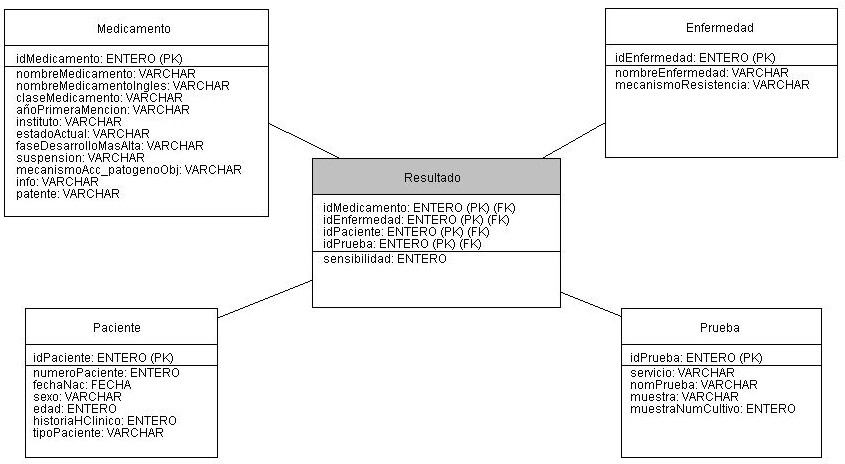 Medicamento
idMedicamento: ENTERO (PK)
nombreMedicamento: VARCHAR
nombreMedicamentoIngles: VARCHAR
claseMedicamento: VARCHAR
añoPrimeraMencion: VARCHAR
instituto: VARCHAR
estadoActual: VARCHAR
faseDesarrolloMasAlta: VARCHAR
suspension: VARCHAR
mecanismoAcc_patogenoObj: VARCHAR
info: VARCHAR
patente: VARCHAR
Enfermedad
idEnfermedad: ENTERO (PK)
nombreEnfermedad: VARCHAR
mecanismoResistencia: VARCHAR
Resultado
idMedicamento: ENTERO (PK) (FK)
idEnfermedad: ENTERO (PK) (FK)
idPaciente: ENTERO (PK) (FK)
idPrueba: ENTERO (PK) (FK)
sensibilidad: ENTERO
Paciente
idPaciente: ENTERO (PK)
numeroPaciente: ENTERO
fechaNac: FECHA
sexo: VARCHAR
edad: ENTERO
historiaHClinico: ENTERO
tipoPaciente: VARCHAR
Prueba
idPrueba: ENTERO (PK)
servicio: VARCHAR
nomPrueba: VARCHAR
muestra: VARCHAR
muestraNumCultivo: ENTERO